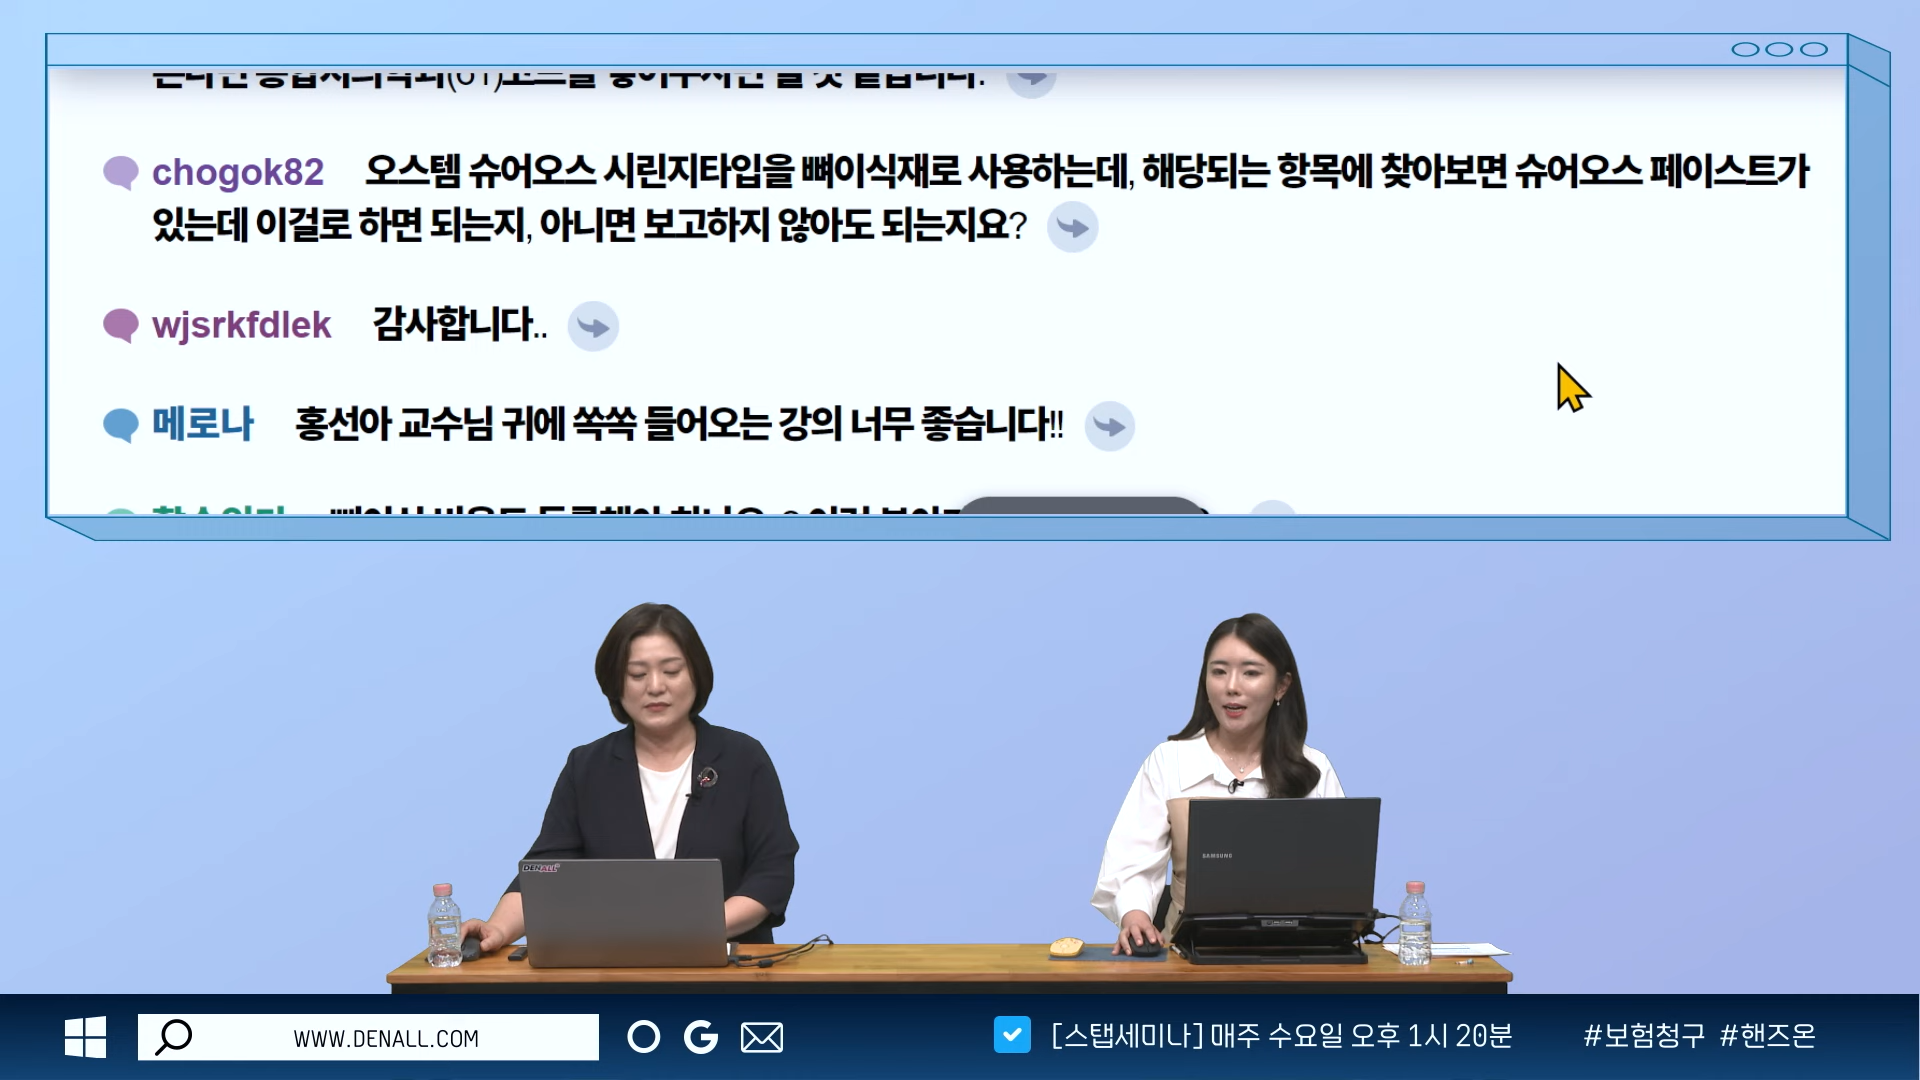 chogok82 오스템 슈어오스 시린지타입을 뼈이식재로 사용하는데, 해당되는 항목에 찾아보면 슈어오스 페이스트가
있는데 이걸로 하면 되는지, 아니면 보고하지 않아도 되는지요?
wjsrkfdlek 감사합니다..
메로나 홍선아 교수님 귀에 쏙쏙 들어오는 강의 너무 좋습니다!!
DENALL
SAMSUNG
WWW.DENALL.COM
[스탭세미나] 매주 수요일 오후 1시 20분 #보험청구 #핸즈온